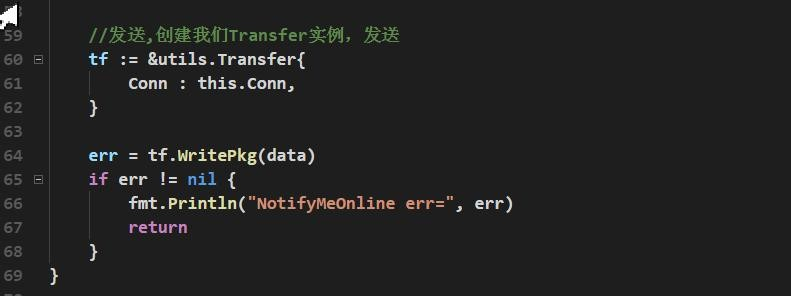 59 //发送,创建我们Transfer实例，发送
60 tf := &utils.Transfer{
61 Conn : this.Conn,
62 }
63
64 err = tf.WritePkg(data)
65 if err != nil {
66 fmt.Println("NotifyMeOnline err=", err)
67 return
68 }
69 }